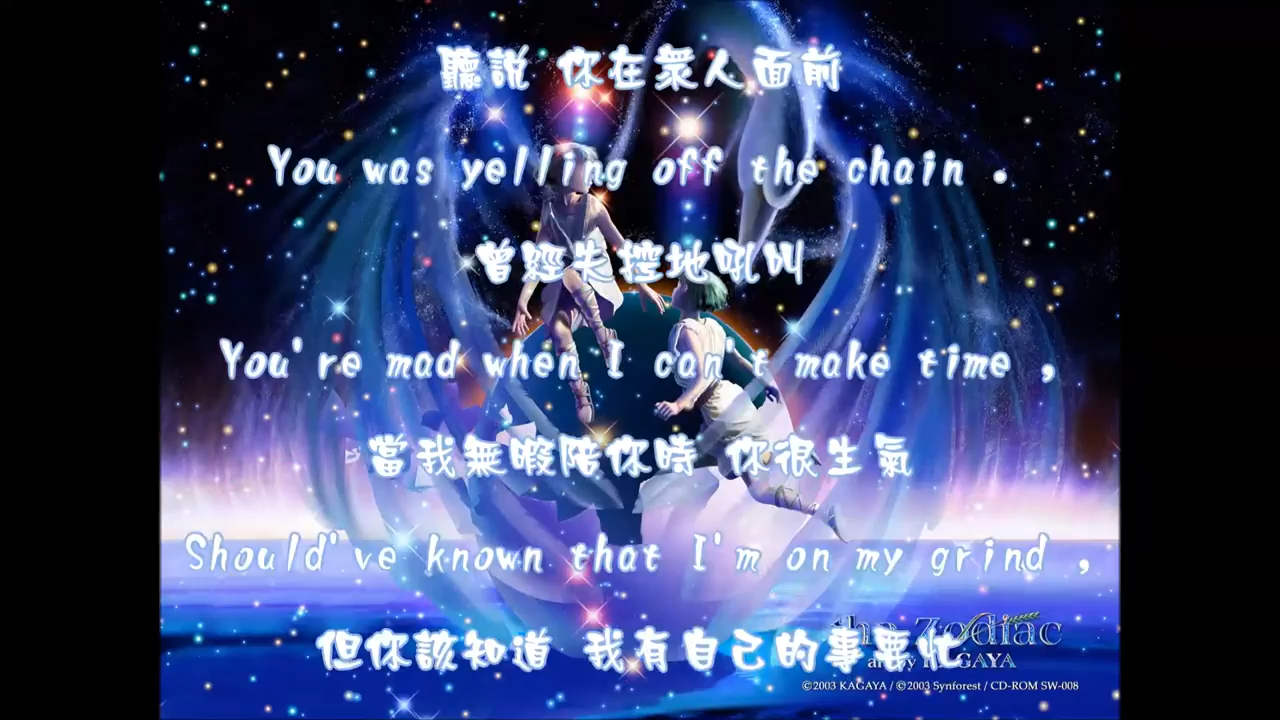 聽說 你在眾人面前
You was yelling off the chain .
曾經失控地吼叫
You're mad when I can't make time ,
當我無暇陪你時 你很生氣
Should've known that I'm on my grind ,
但你該知道 我有自己的事要忙
the Zodiac
art by KAGAYA
©2003 KAGAYA / ©2003 Synforest / CD-ROM SW-008